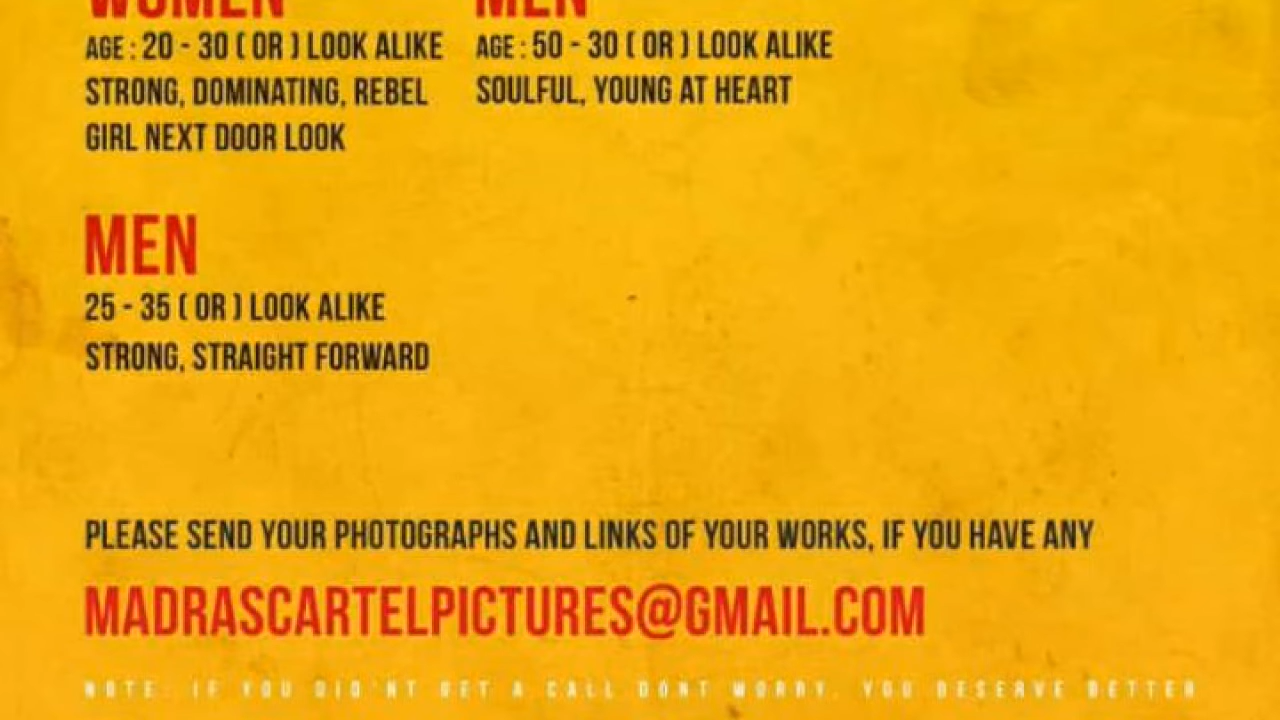 WOMEN
AGE : 20 - 30 ( OR ) LOOK ALIKE
STRONG, DOMINATING, REBEL
GIRL NEXT DOOR LOOK
MEN
AGE : 50 - 30 ( OR ) LOOK ALIKE
SOULFUL, YOUNG AT HEART
MEN
25 - 35 ( OR ) LOOK ALIKE
STRONG, STRAIGHT FORWARD
PLEASE SEND YOUR PHOTOGRAPHS AND LINKS OF YOUR WORKS, IF YOU HAVE ANY
MADRASCARTELPICTURES@GMAIL.COM
NOTE: IF YOU DID'NT GET A CALL DONT WORRY. YOU DESERVE BETTER